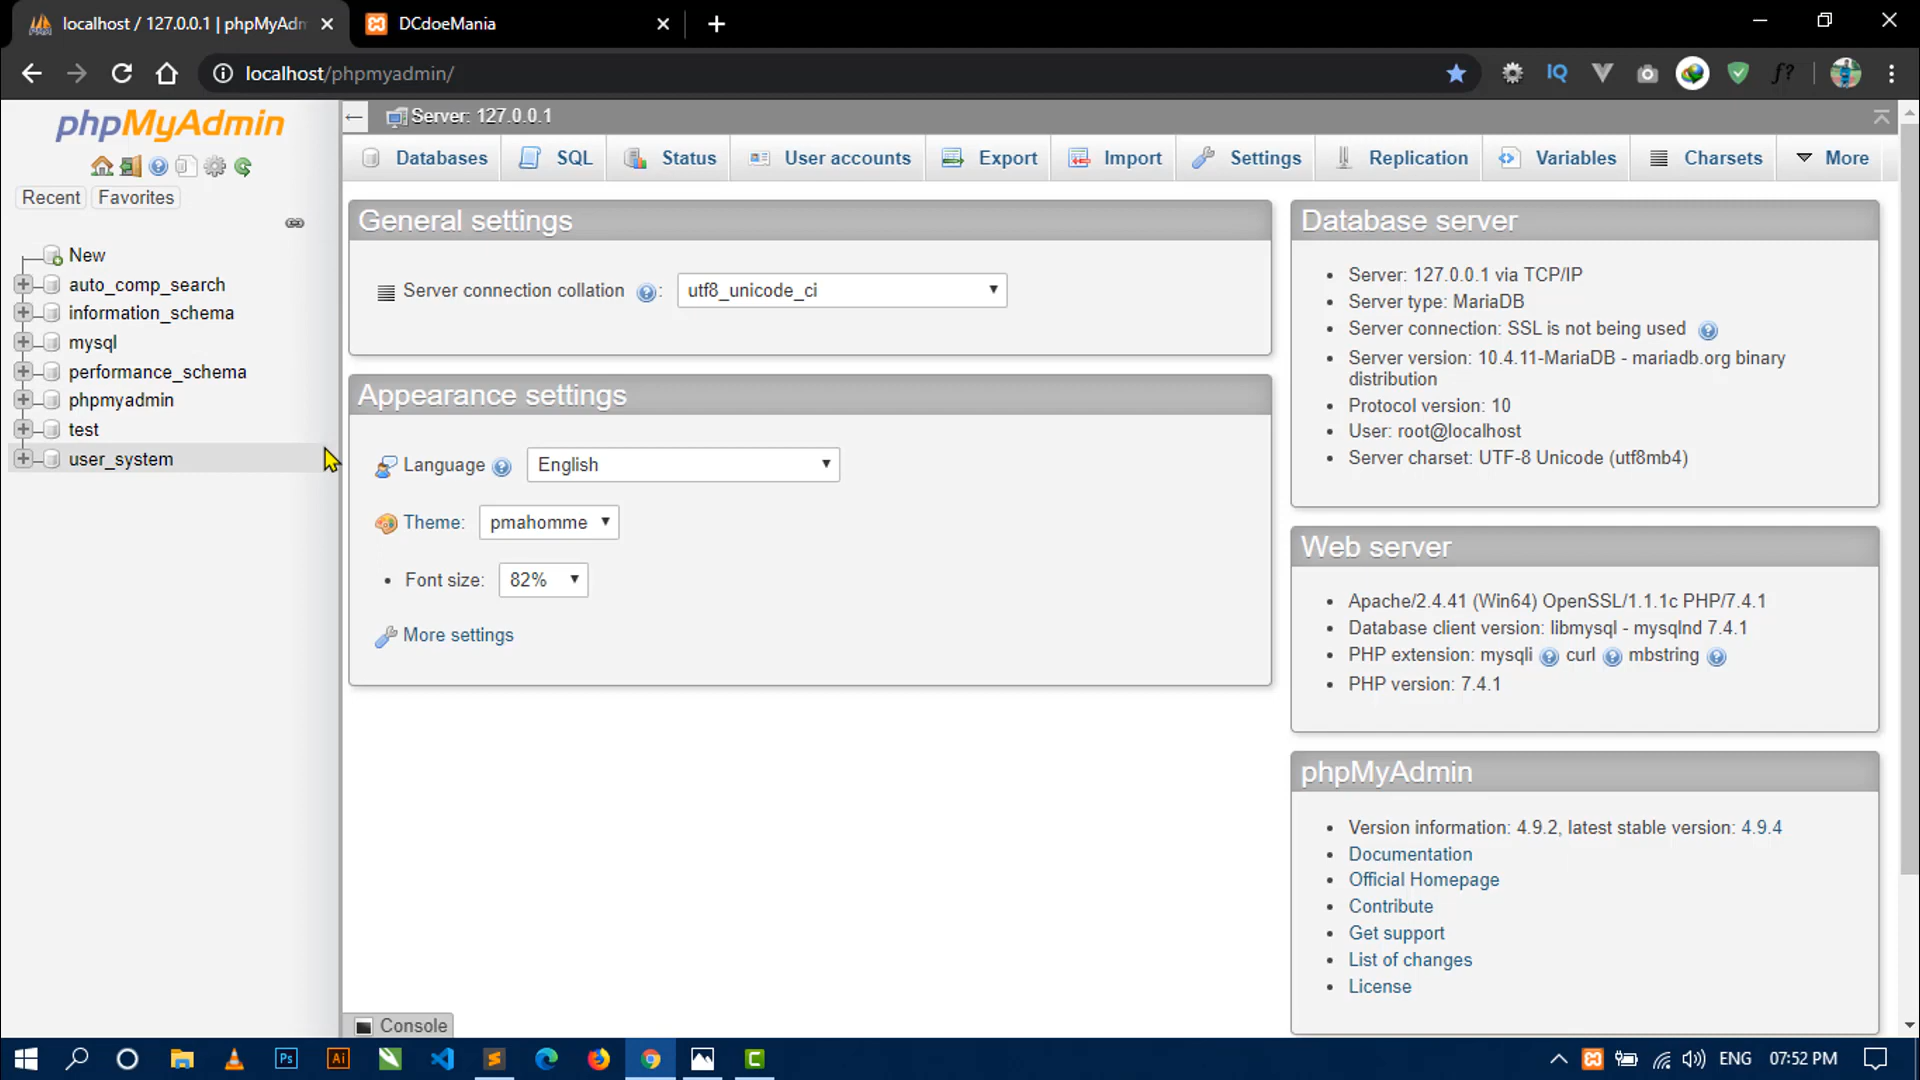 localhost / 127.0.0.1 | phpMyAdm
DCdoeMania
localhost/phpmyadmin/
IQ
f?
phpMyAdmin
Recent
Favorites
New
auto_comp_search
information_schema
mysql
performance_schema
phpmyadmin
test
user_system
Server: 127.0.0.1
Databases
SQL
Status
User accounts
Export
Import
Settings
Replication
Variables
Charsets
More
General settings
Server connection collation : utf8_unicode_ci
Appearance settings
Language English
Theme: pmahomme
Font size: 82%
More settings
Database server
Server: 127.0.0.1 via TCP/IP
Server type: MariaDB
Server connection: SSL is not being used
Server version: 10.4.11-MariaDB - mariadb.org binary
distribution
Protocol version: 10
User: root@localhost
Server charset: UTF-8 Unicode (utf8mb4)
Web server
Apache/2.4.41 (Win64) OpenSSL/1.1.1c PHP/7.4.1
Database client version: libmysql - mysqlnd 7.4.1
PHP extension: mysqli curl mbstring
PHP version: 7.4.1
phpMyAdmin
Version information: 4.9.2, latest stable version: 4.9.4
Documentation
Official Homepage
Contribute
Get support
List of changes
License
Console
Ps
Ai
ENG
07:52 PM